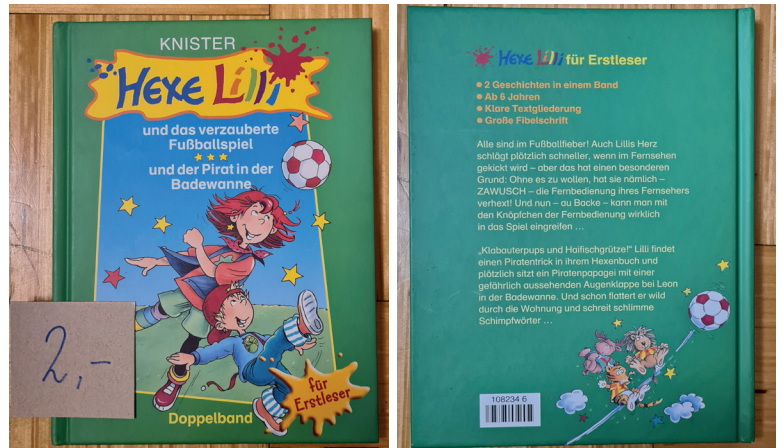 KNISTER
HEXE Lilli
und das verzauberte
Fußballspiel
und der Pirat in der
Badewanne
2,-
für
Erstleser
Doppelband
HEXE Lilli für Erstleser
2 Geschichten in einem Band
Ab 6 Jahren
Klare Textgliederung
Große Fibelschrift
Alle sind im Fußballfieber! Auch Lillis Herz
schlägt plötzlich schneller, wenn im Fernsehen
gekickt wird – aber das hat einen besonderen
Grund: Ohne es zu wollen, hat sie nämlich –
ZAWUSCH – die Fernbedienung ihres Fernsehers
verhext! Und nun – au Backe – kann man mit
den Knöpfchen der Fernbedienung wirklich
in das Spiel eingreifen ...
„Klabauterpups und Haifischgrütze!“ Lilli findet
einen Piratentrick in ihrem Hexenbuch und
plötzlich sitzt ein Piratenpapagei mit einer
gefährlich aussehenden Augenklappe bei Leon
in der Badewanne. Und schon flattert er wild
durch die Wohnung und schreit schlimme
Schimpfwörter ...
108234 6